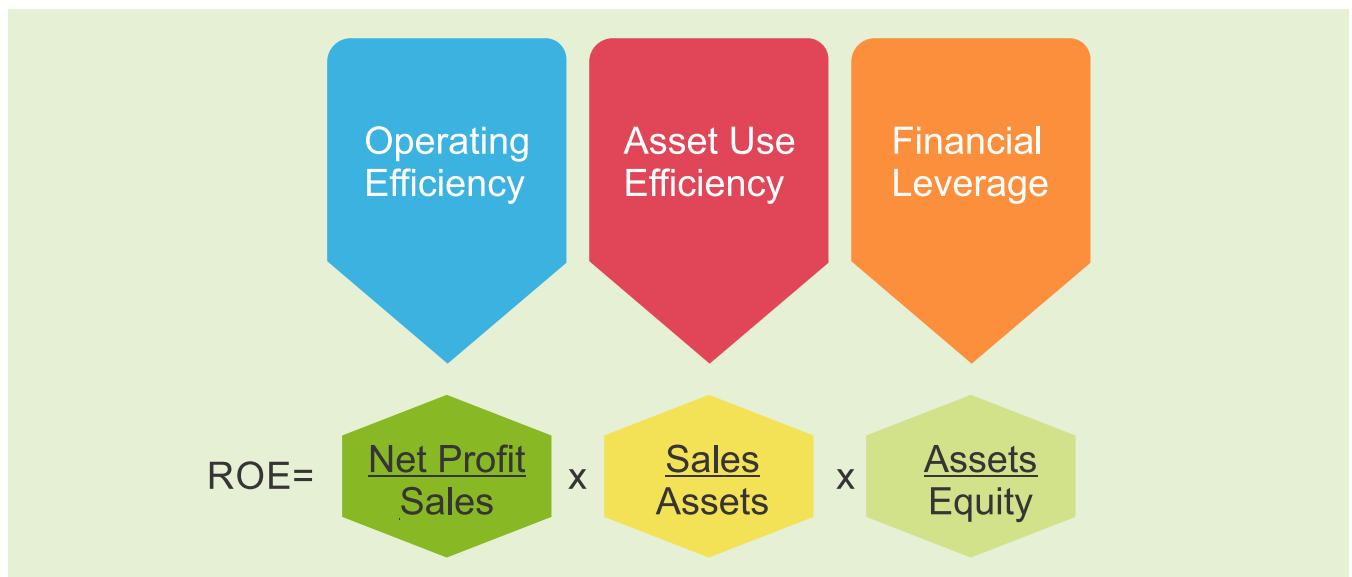 Operating
Efficiency
Asset Use
Efficiency
Financial
Leverage
ROE= Net Profit x Sales x Assets
Sales Assets Equity